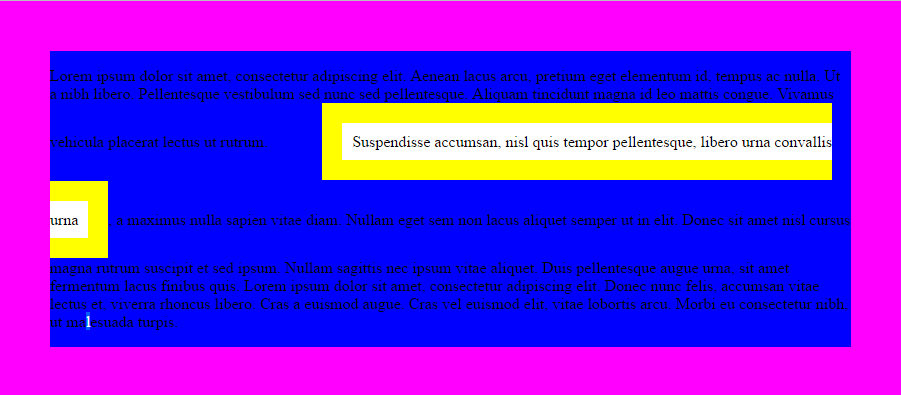 Lorem ipsum dolor sit amet, consectetur adipiscing elit. Aenean lacus arcu, pretium eget elementum id, tempus ac nulla. Ut
a nibh libero. Pellentesque vestibulum sed nunc sed pellentesque. Aliquam tincidunt magna id leo mattis congue. Vivamus
vehicula placerat lectus ut rutrum. Suspendisse accumsan, nisl quis tempor pellentesque, libero urna convallis
urna , a maximus nulla sapien vitae diam. Nullam eget sem non lacus aliquet semper ut in elit. Donec sit amet nisl cursus
magna rutrum suscipit et sed ipsum. Nullam sagittis nec ipsum vitae aliquet. Duis pellentesque augue urna, sit amet
fermentum lacus finibus quis. Lorem ipsum dolor sit amet, consectetur adipiscing elit. Donec nunc felis, accumsan vitae
lectus et, viverra rhoncus libero. Cras a euismod augue. Cras vel euismod elit, vitae lobortis arcu. Morbi eu consectetur nibh,
ut malesuada turpis.